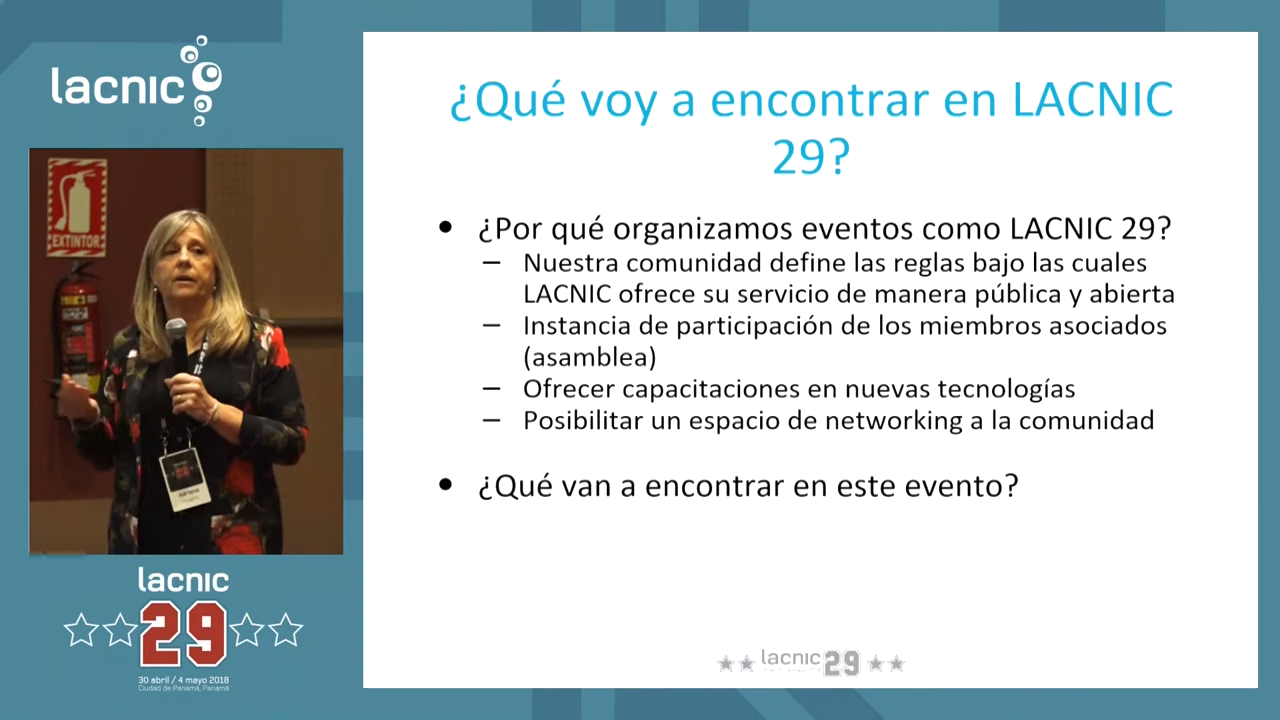 lacnic
EXTINTOR
lacnic
29
30 abril / 4 mayo 2018
Ciudad de Panamá, Panamá
¿Qué voy a encontrar en LACNIC
29?
• ¿Por qué organizamos eventos como LACNIC 29?
– Nuestra comunidad define las reglas bajo las cuales
LACNIC ofrece su servicio de manera pública y abierta
– Instancia de participación de los miembros asociados
(asamblea)
– Ofrecer capacitaciones en nuevas tecnologías
– Posibilitar un espacio de networking a la comunidad
• ¿Qué van a encontrar en este evento?
lacnic 29